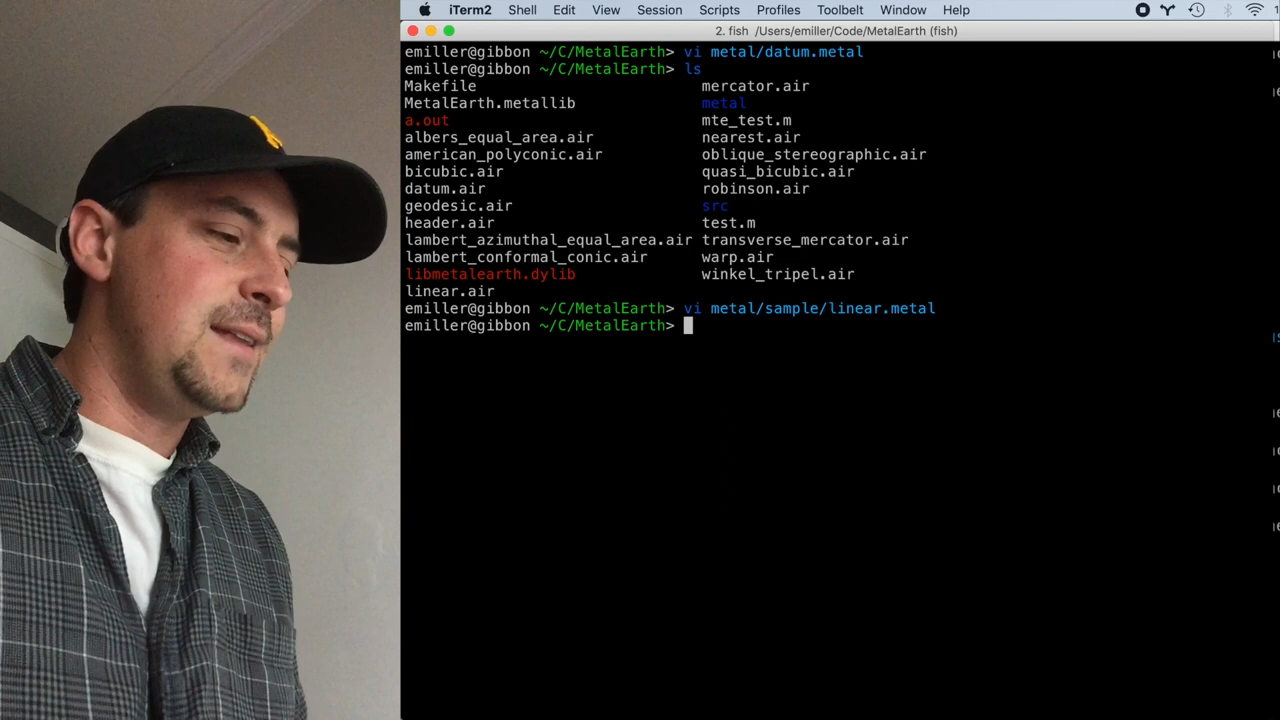 iTerm2 Shell Edit View Session Scripts Profiles Toolbelt Window Help
2. fish /Users/emiller/Code/MetalEarth (fish)
emiller@gibbon ~/C/MetalEarth> vi metal/datum.metal
emiller@gibbon ~/C/MetalEarth> ls
Makefile mercator.air
MetalEarth.metallib metal
a.out mte_test.m
albers_equal_area.air nearest.air
american_polyconic.air oblique_stereographic.air
bicubic.air quasi_bicubic.air
datum.air robinson.air
geodesic.air src
header.air test.m
lambert_azimuthal_equal_area.air transverse_mercator.air
lambert_conformal_conic.air warp.air
libmetalearth.dylib winkel_tripel.air
linear.air
emiller@gibbon ~/C/MetalEarth> vi metal/sample/linear.metal
emiller@gibbon ~/C/MetalEarth>